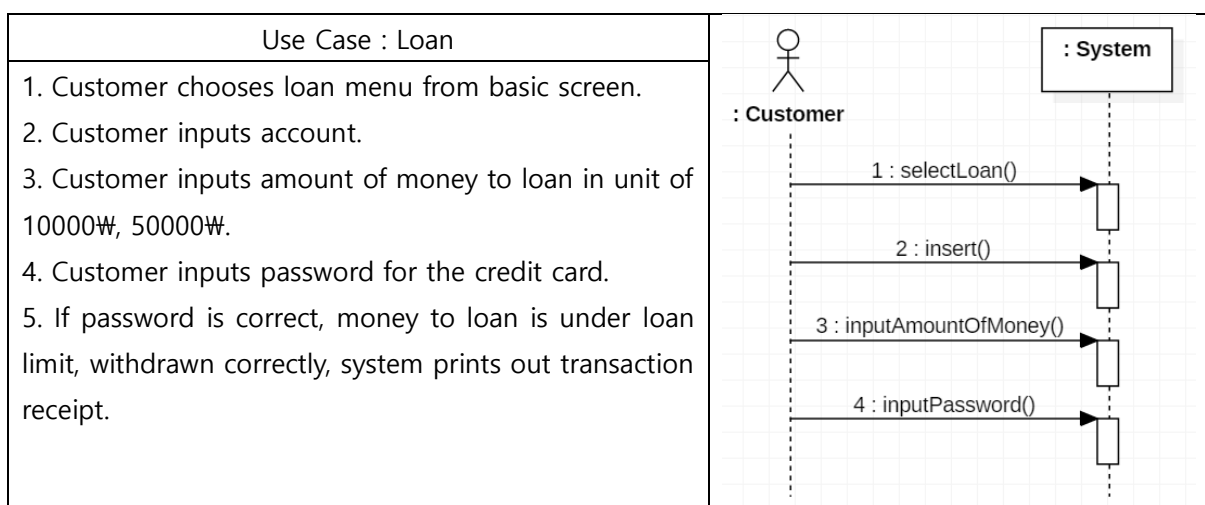 Use Case : Loan
1. Customer chooses loan menu from basic screen.
2. Customer inputs account.
3. Customer inputs amount of money to loan in unit of
10000₩, 50000₩.
4. Customer inputs password for the credit card.
5. If password is correct, money to loan is under loan
limit, withdrawn correctly, system prints out transaction
receipt.
: Customer
: System
1 : selectLoan()
2 : insert()
3 : inputAmountOfMoney()
4 : inputPassword()